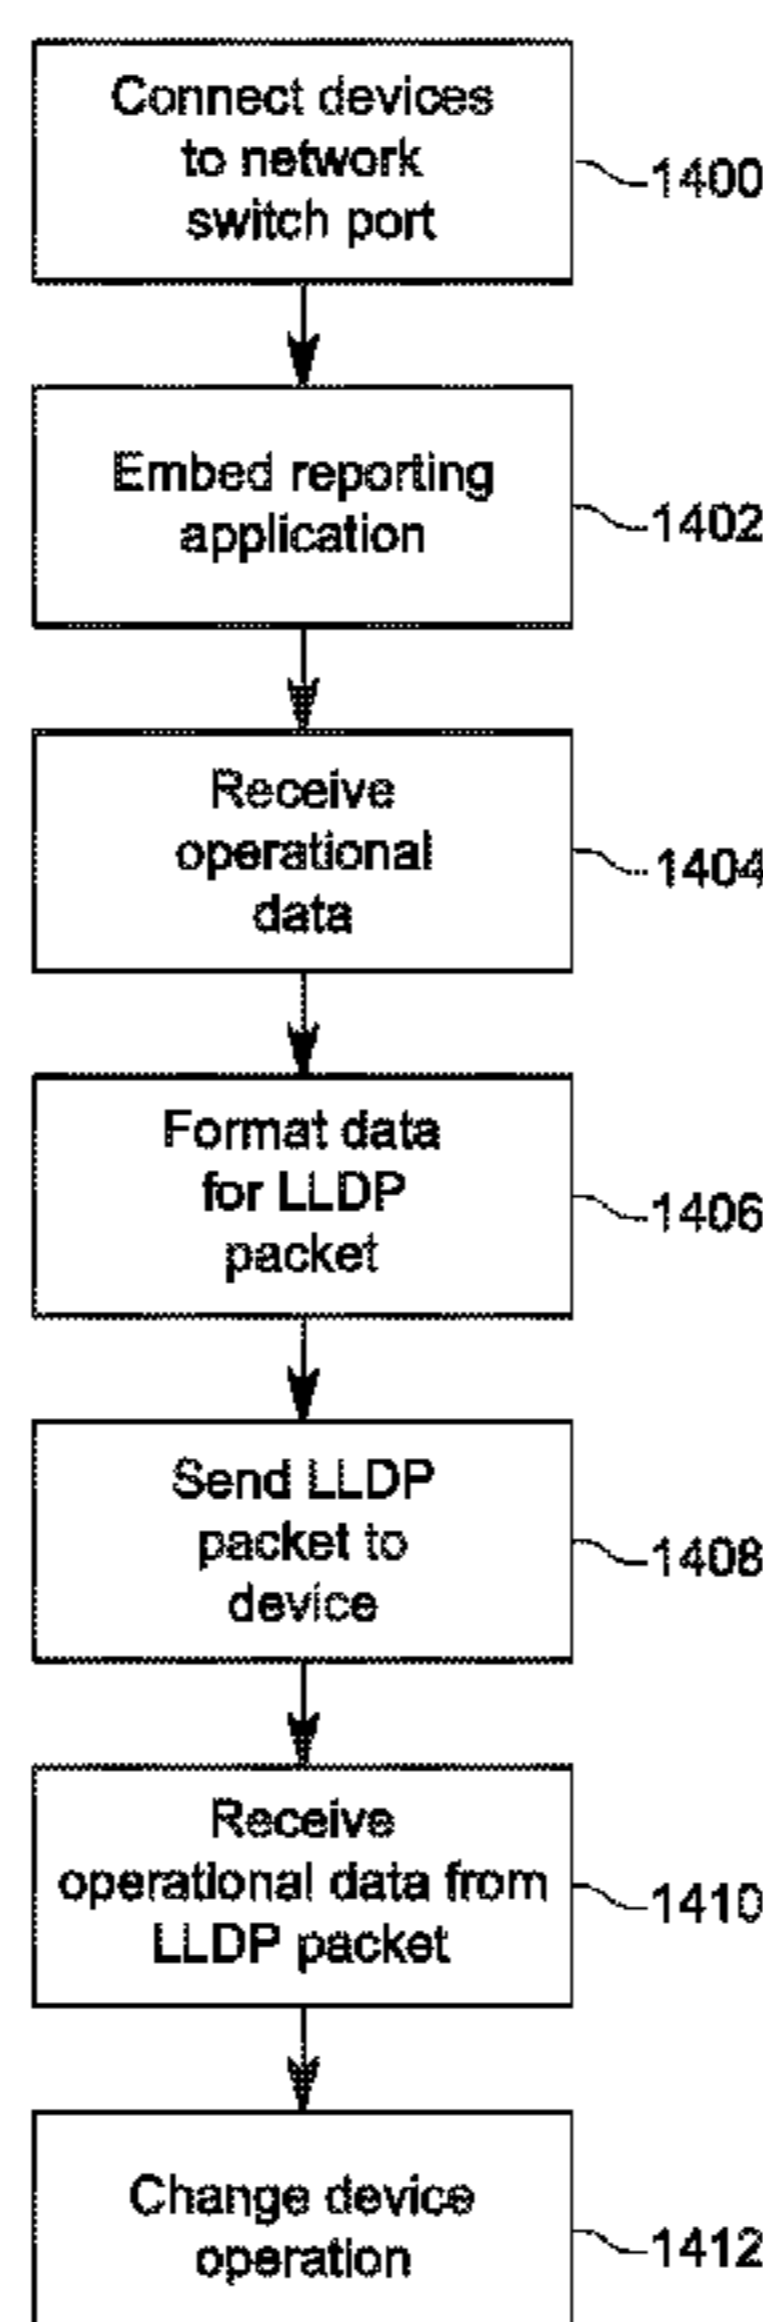 Connect devices
to network
switch port
1400
Embed reporting
application
1402
Receive
operational
data
1404
Format data
for LLDP
packet
1406
Send LLDP
packet to
device
1408
Receive
operational data from
LLDP packet
1410
Change device
operation
1412